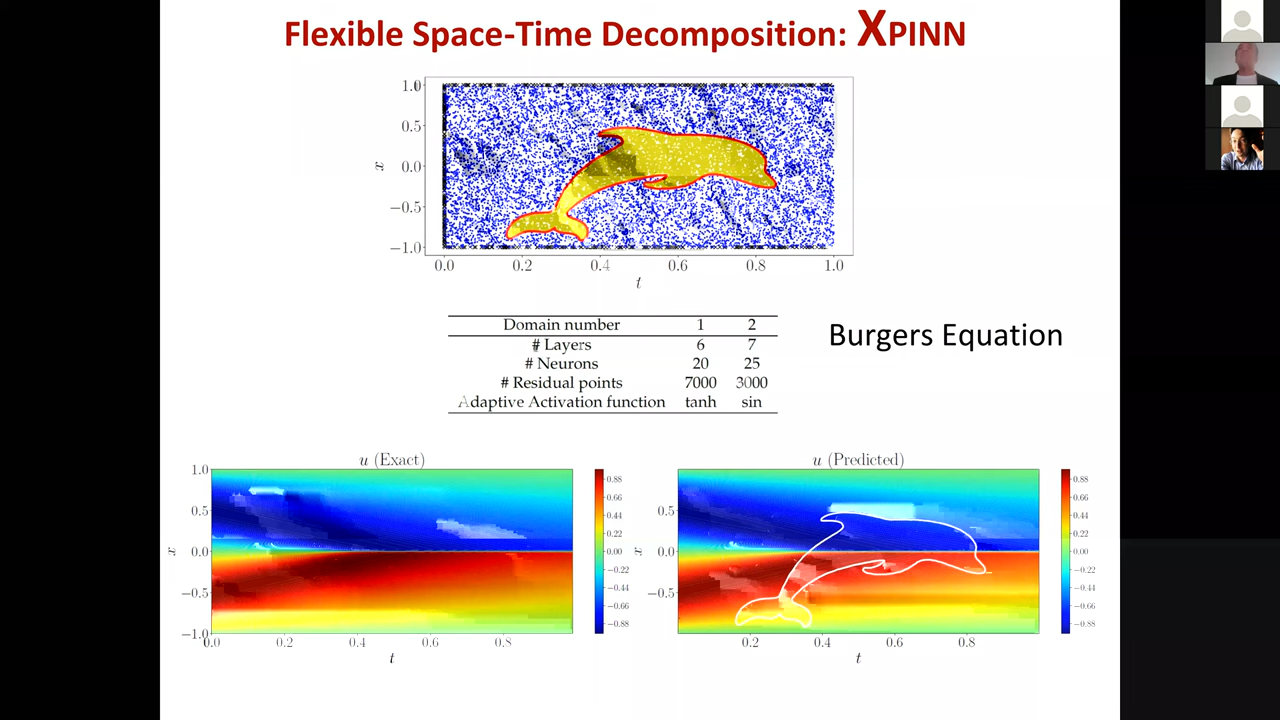 Flexible Space-Time Decomposition: XPINN
1.0
0.5
0.0
−0.5
−1.0
x
0.0 0.2 0.4 0.6 0.8 1.0
t
Domain number 1 2
# Layers 6 7
# Neurons 20 25
# Residual points 7000 3000
Adaptive Activation function tanh sin
Burgers Equation
u (Exact)
1.0
0.5
0.0
−0.5
−1.0
x
0.0 0.2 0.4 0.6 0.8
t
0.88
0.66
0.44
0.22
0.00
−0.22
−0.44
−0.66
−0.88
u (Predicted)
0.5
0.0
−0.5
x
0.2 0.4 0.6 0.8
t
0.88
0.66
0.44
0.22
0.00
−0.22
−0.44
−0.66
−0.88